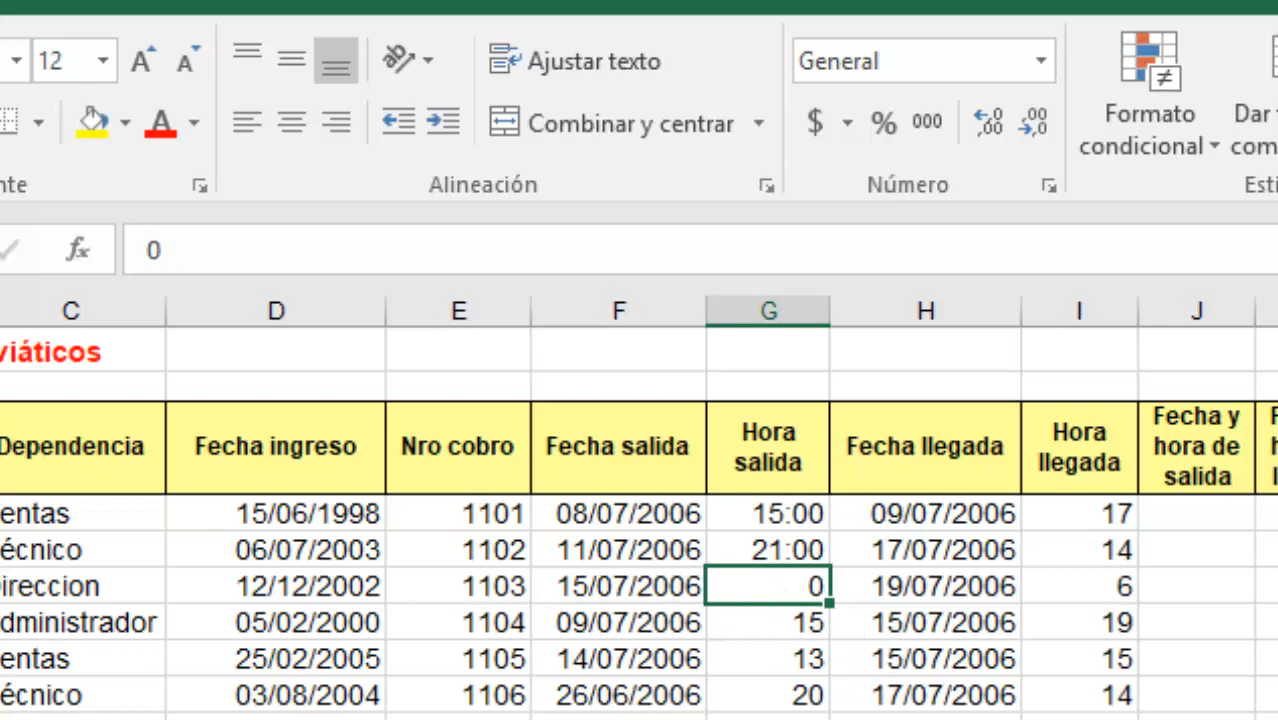 12 A A Ajustar texto General
$ % 000 ,00 ,00 ,0
Combinar y centrar
Formato condicional
Dar com
nte Alineación Número Esti
fx 0
C D E F G H I J
viáticos
Dependencia Fecha ingreso Nro cobro Fecha salida Hora salida Fecha llegada Hora llegada Fecha y hora de salida
entas 15/06/1998 1101 08/07/2006 15:00 09/07/2006 17
écnico 06/07/2003 1102 11/07/2006 21:00 17/07/2006 14
ireccion 12/12/2002 1103 15/07/2006 0 19/07/2006 6
dministrador 05/02/2000 1104 09/07/2006 15 15/07/2006 19
entas 25/02/2005 1105 14/07/2006 13 15/07/2006 15
écnico 03/08/2004 1106 26/06/2006 20 17/07/2006 14